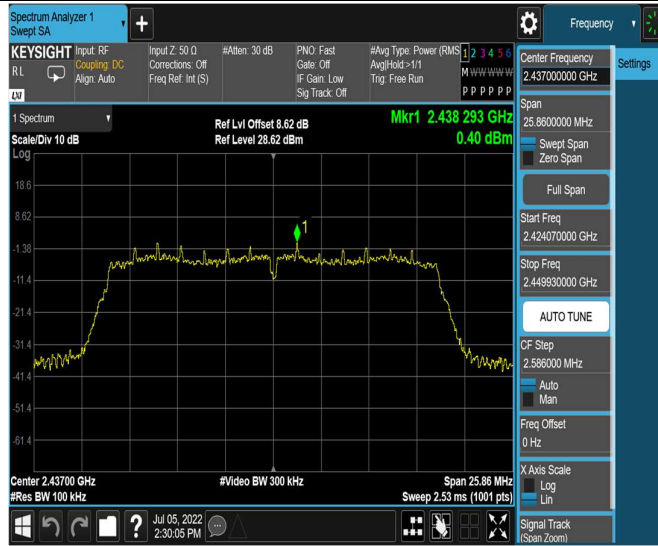 Spectrum Analyzer 1
Swept SA
Frequency
KEYSIGHT
R L
LXI
Input: RF
Coupling: DC
Align: Auto
Input Z: 50 Ω
Corrections: Off
Freq Ref: Int (S)
#Atten: 30 dB
PNO: Fast
Gate: Off
IF Gain: Low
Sig Track: Off
#Avg Type: Power (RMS
Avg|Hold:>1/1
Trig: Free Run
1 2 3 4 5 6
M W W W W W
P P P P P P
1 Spectrum
Scale/Div 10 dB
Log
Ref Lvl Offset 8.62 dB
Ref Level 28.62 dBm
Mkr1 2.438 293 GHz
0.40 dBm
18.6
8.62
-1.38
-11.4
-21.4
-31.4
-41.4
-51.4
-61.4
1
Center 2.43700 GHz
#Res BW 100 kHz
#Video BW 300 kHz
Span 25.86 MHz
Sweep 2.53 ms (1001 pts)
Jul 05, 2022
2:30:05 PM
Center Frequency
2.437000000 GHz
Settings
Span
25.8600000 MHz
Swept Span
Zero Span
Full Span
Start Freq
2.424070000 GHz
Stop Freq
2.449930000 GHz
AUTO TUNE
CF Step
2.586000 MHz
Auto
Man
Freq Offset
0 Hz
X Axis Scale
Log
Lin
Signal Track
(Span Zoom)